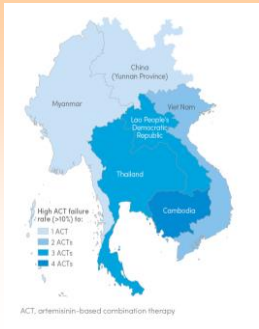 China
(Yunnan Province)
Myanmar
Viet Nam
Lao People's
Democratic
Republic
Thailand
Cambodia
High ACT failure
rate (>10%) to:
1 ACT
2 ACTs
3 ACTs
4 ACTs
ACT, artemisinin-based combination therapy